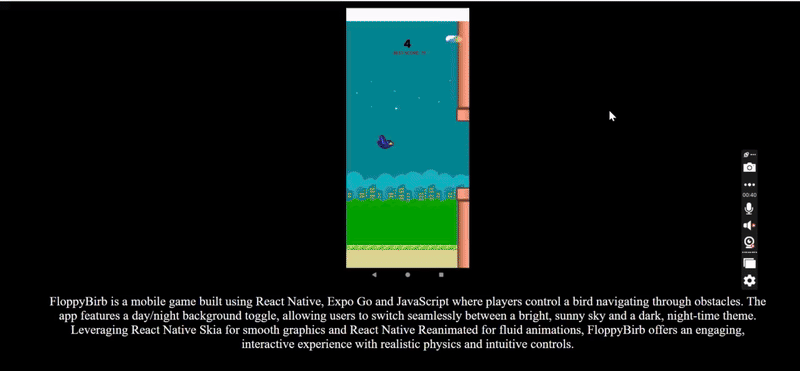 4
00:40
FloppyBirb is a mobile game built using React Native, Expo Go and JavaScript where players control a bird navigating through obstacles. The
app features a day/night background toggle, allowing users to switch seamlessly between a bright, sunny sky and a dark, night-time theme.
Leveraging React Native Skia for smooth graphics and React Native Reanimated for fluid animations, FloppyBirb offers an engaging,
interactive experience with realistic physics and intuitive controls.